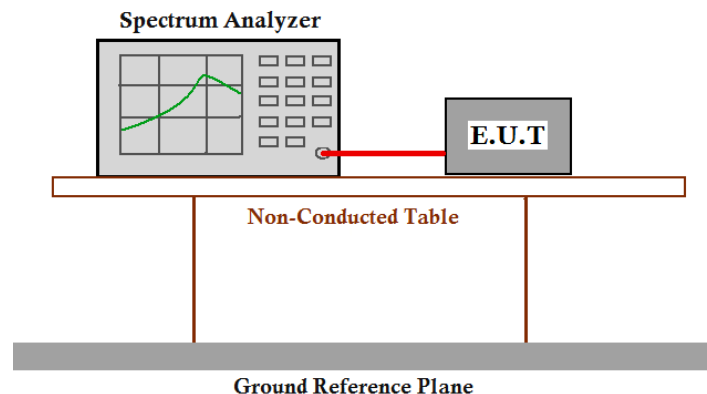 Spectrum Analyzer
E.U.T
Non-Conducted Table
Ground Reference Plane